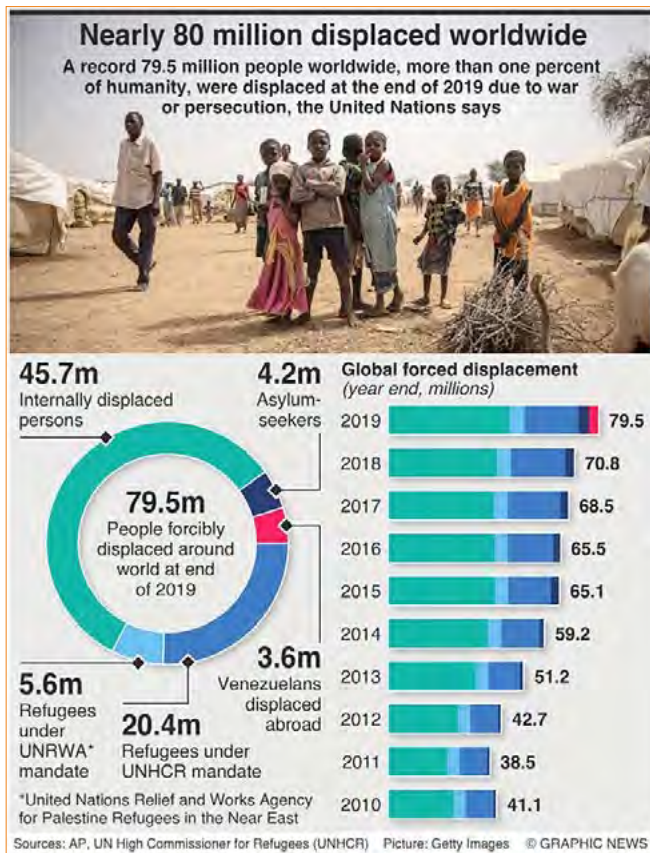 Nearly 80 million displaced worldwide
A record 79.5 million people worldwide, more than one percent
of humanity, were displaced at the end of 2019 due to war
or persecution, the United Nations says
45.7m
Internally displaced
persons
4.2m
Asylum-
seekers
79.5m
People forcibly
displaced around
world at end
of 2019
5.6m
Refugees
under
UNRWA*
mandate
20.4m
Refugees under
UNHCR mandate
3.6m
Venezuelans
displaced
abroad
*United Nations Relief and Works Agency
for Palestine Refugees in the Near East
Global forced displacement
(year end, millions)
2019 79.5
2018 70.8
2017 68.5
2016 65.5
2015 65.1
2014 59.2
2013 51.2
2012 42.7
2011 38.5
2010 41.1
Sources: AP, UN High Commissioner for Refugees (UNHCR) Picture: Getty Images © GRAPHIC NEWS